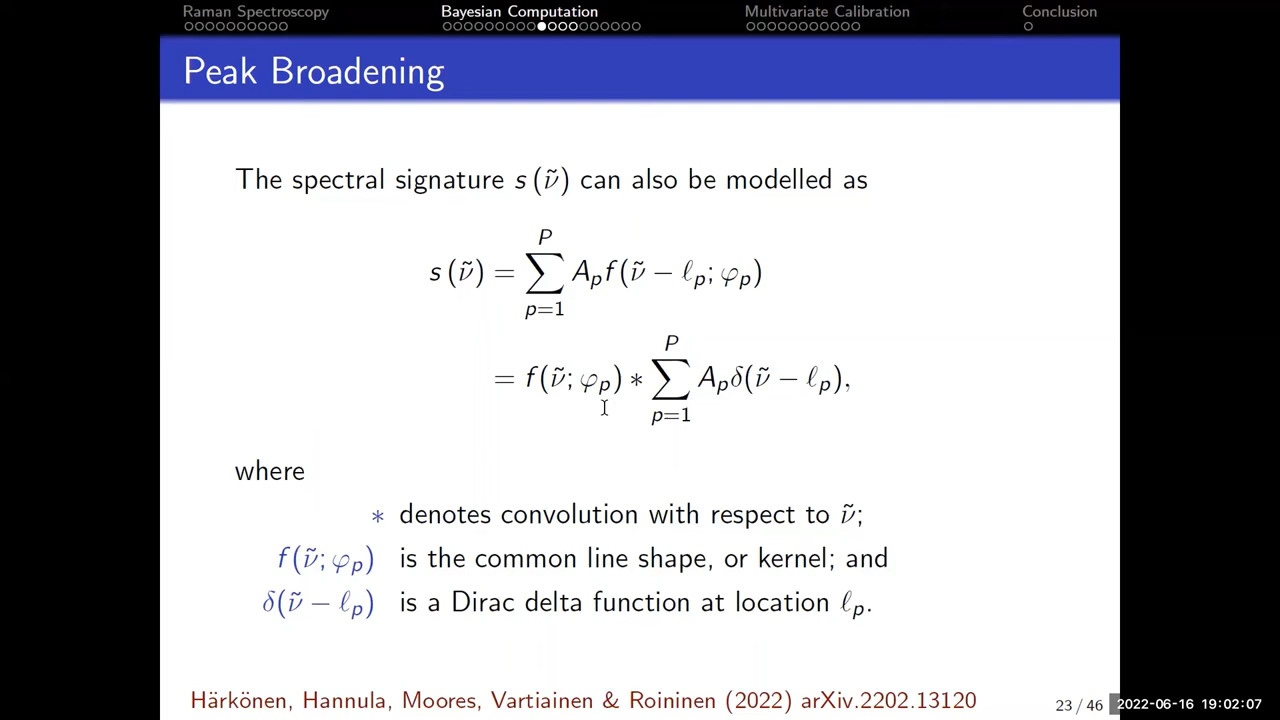 Raman Spectroscopy Bayesian Computation Multivariate Calibration Conclusion
Peak Broadening
The spectral signature s (ν̃) can also be modelled as
s (ν̃) = ∑_{p=1}^{P} A_p f(ν̃ − ℓ_p; φ_p)
= f(ν̃; φ_p) ∗ ∑_{p=1}^{P} A_p δ(ν̃ − ℓ_p),
where
∗ denotes convolution with respect to ν̃;
f(ν̃; φ_p) is the common line shape, or kernel; and
δ(ν̃ − ℓ_p) is a Dirac delta function at location ℓ_p.
Härkönen, Hannula, Moores, Vartiainen & Roininen (2022) arXiv.2202.13120
23 / 46 2022-06-16 19:02:07